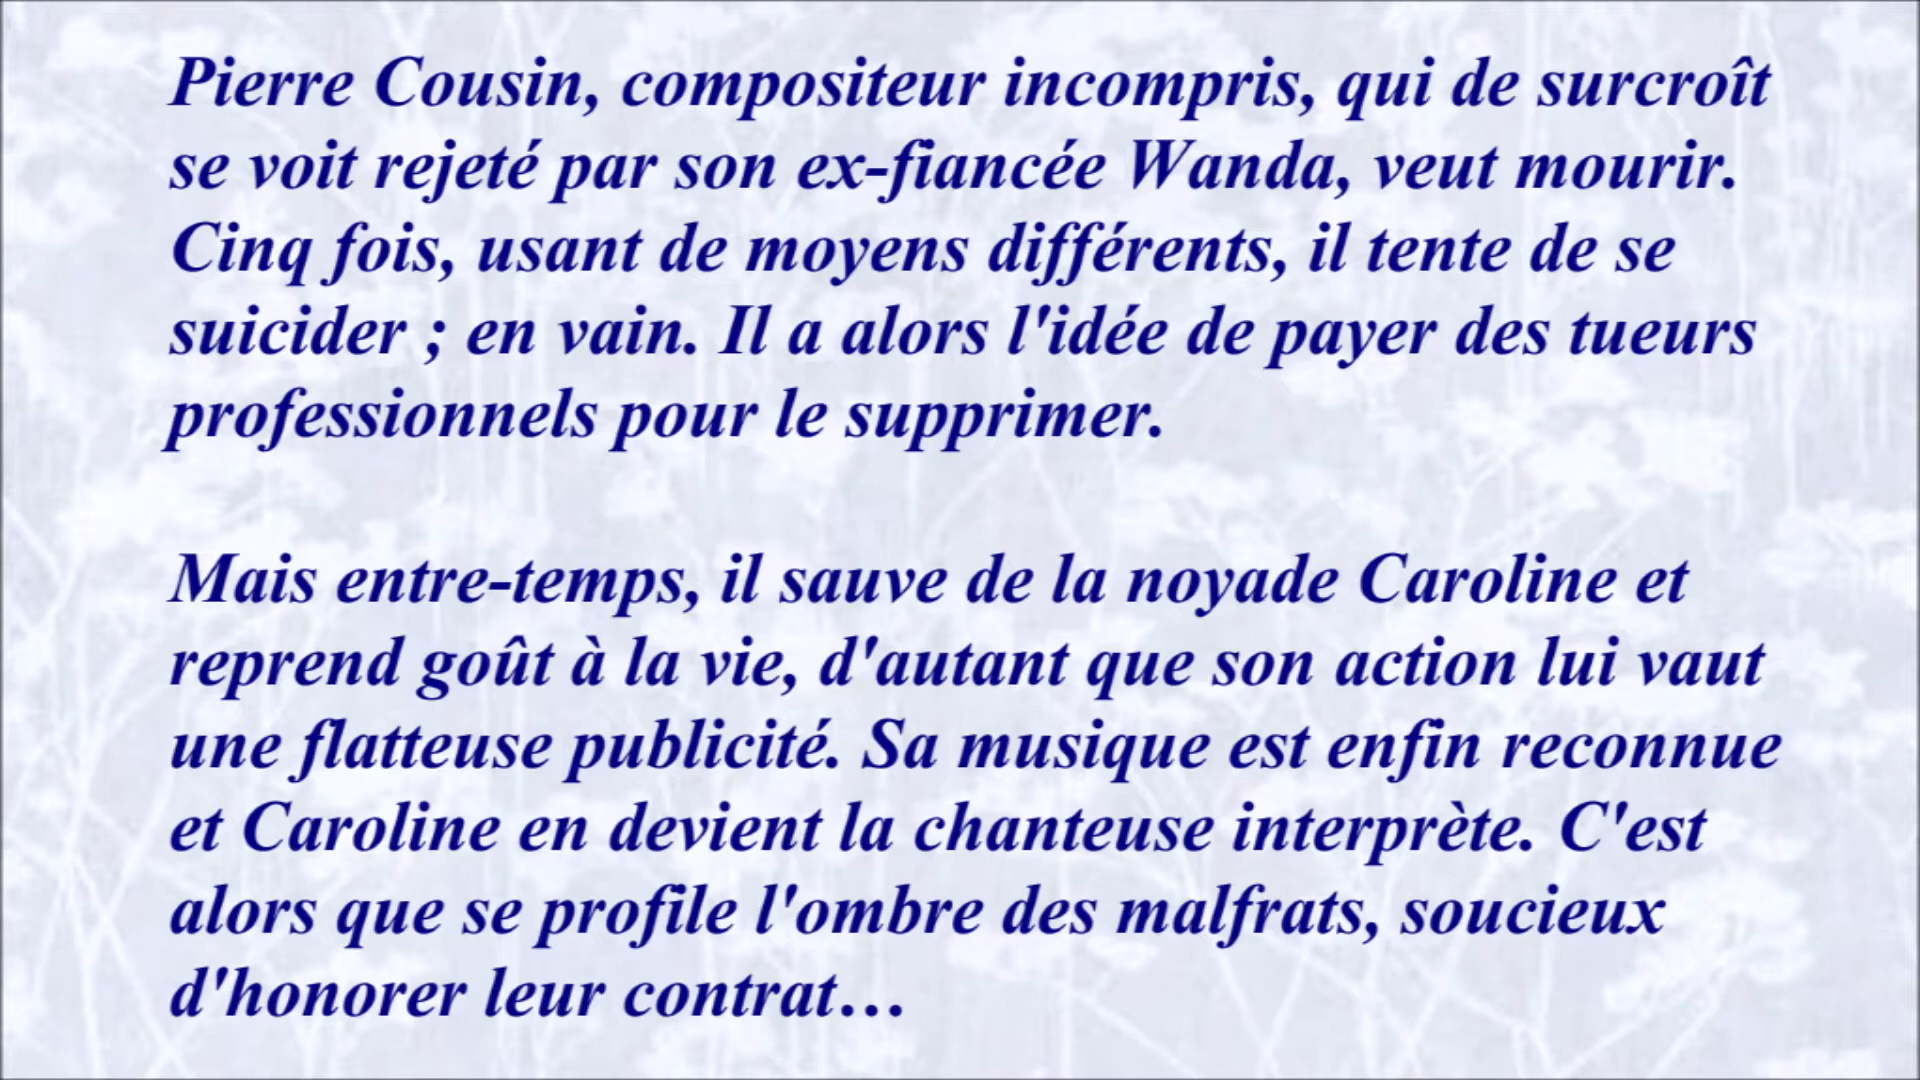 Pierre Cousin, compositeur incompris, qui de surcroît
se voit rejeté par son ex-fiancée Wanda, veut mourir.
Cinq fois, usant de moyens différents, il tente de se
suicider ; en vain. Il a alors l'idée de payer des tueurs
professionnels pour le supprimer.
Mais entre-temps, il sauve de la noyade Caroline et
reprend goût à la vie, d'autant que son action lui vaut
une flatteuse publicité. Sa musique est enfin reconnue
et Caroline en devient la chanteuse interprète. C'est
alors que se profile l'ombre des malfrats, soucieux
d'honorer leur contrat…